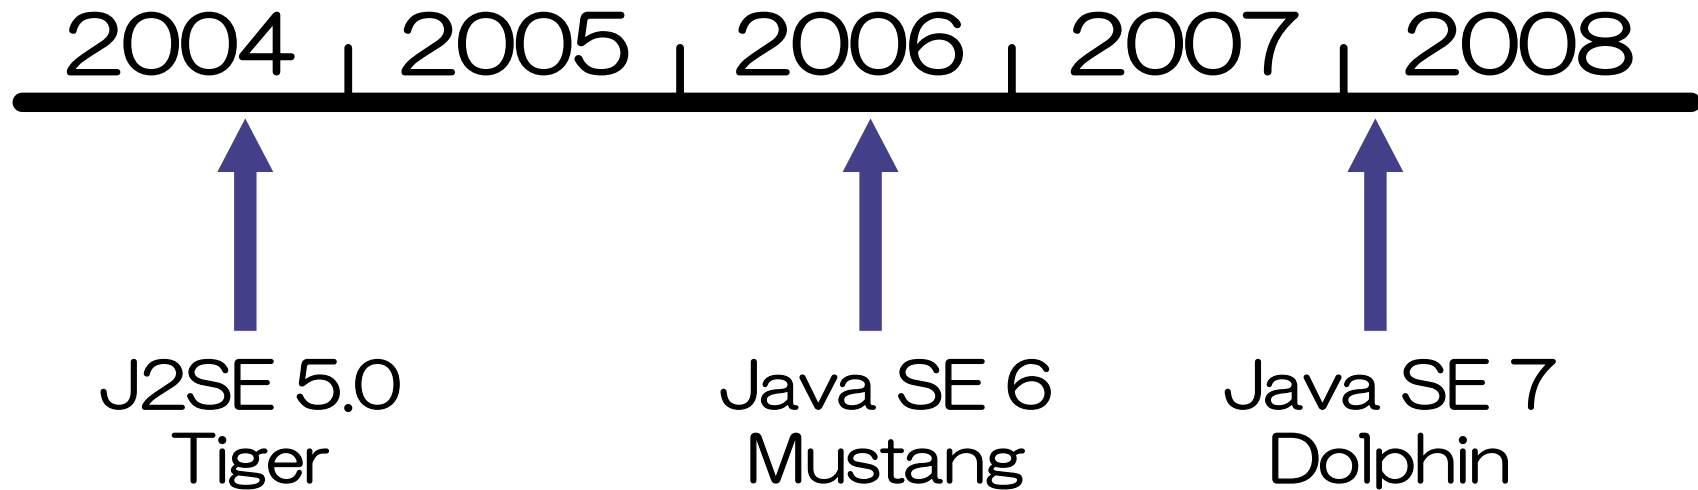 2004 2005 2006 2007 2008
J2SE 5.0 Java SE 6 Java SE 7
Tiger Mustang Dolphin